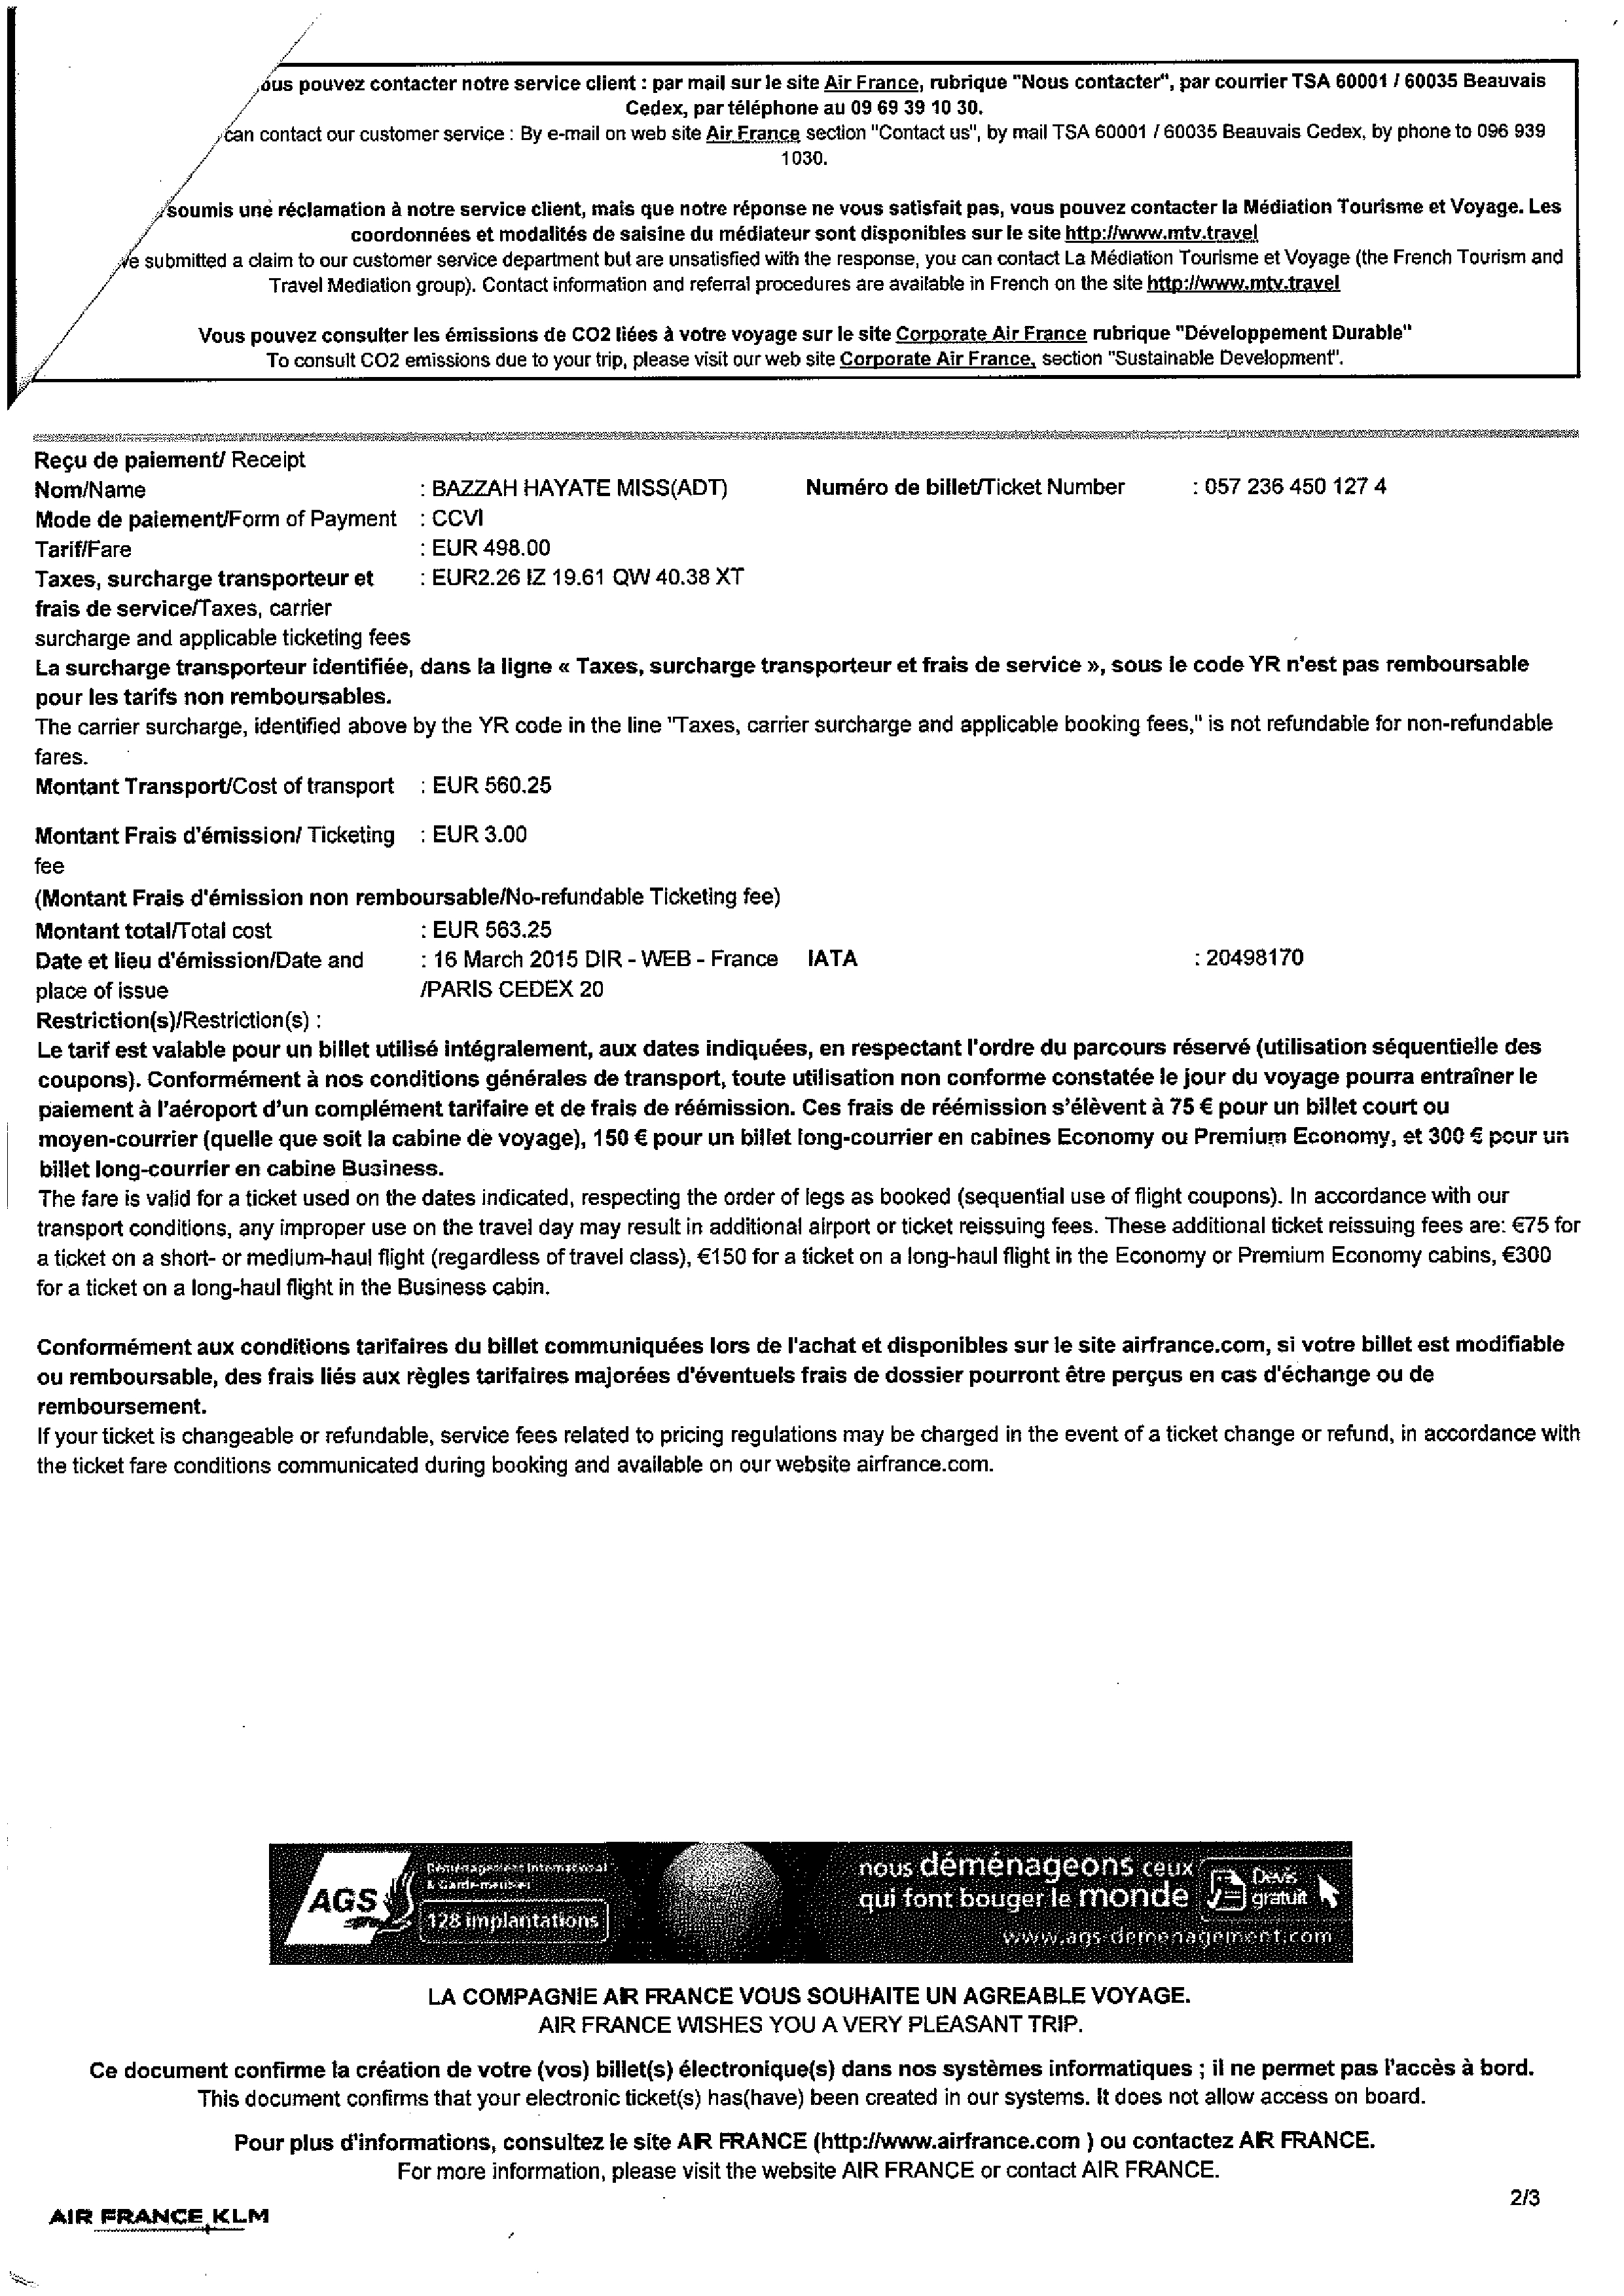 ous pouvez contacter notre service client : par mail sur le site Air France, rubrique "Nous contacter", par courrier TSA 60001 / 60035 Beauvais
Cedex, par téléphone au 09 69 39 10 30.
can contact our customer service : By e-mail on web site Air France section "Contact us", by mail TSA 60001 / 60035 Beauvais Cedex, by phone to 096 939
1030.
soumis une réclamation à notre service client, mais que notre réponse ne vous satisfait pas, vous pouvez contacter la Médiation Tourisme et Voyage. Les
coordonnées et modalités de saisine du médiateur sont disponibles sur le site http://www.mtv.travel
ve submitted a claim to our customer service department but are unsatisfied with the response, you can contact La Médiation Tourisme et Voyage (the French Tourism and
Travel Mediation group). Contact information and referral procedures are available in French on the site http://www.mtv.travel
Vous pouvez consulter les émissions de CO2 liées à votre voyage sur le site Corporate Air France rubrique "Développement Durable"
To consult CO2 emissions due to your trip, please visit our web site Corporate Air France, section "Sustainable Development".
Reçu de paiement/ Receipt
Nom/Name : BAZZAH HAYATE MISS(ADT) Numéro de billet/Ticket Number : 057 236 450 127 4
Mode de paiement/Form of Payment : CCVI
Tarif/Fare : EUR 498.00
Taxes, surcharge transporteur et : EUR2.26 IZ 19.61 QW 40.38 XT
frais de service/Taxes, carrier
surcharge and applicable ticketing fees
La surcharge transporteur identifiée, dans la ligne « Taxes, surcharge transporteur et frais de service », sous le code YR n'est pas remboursable
pour les tarifs non remboursables.
The carrier surcharge, identified above by the YR code in the line "Taxes, carrier surcharge and applicable booking fees," is not refundable for non-refundable
fares.
Montant Transport/Cost of transport : EUR 560.25
Montant Frais d'émission/ Ticketing : EUR 3.00
fee
(Montant Frais d'émission non remboursable/No-refundable Ticketing fee)
Montant total/Total cost : EUR 563.25
Date et lieu d'émission/Date and : 16 March 2015 DIR - WEB - France IATA : 20498170
place of issue /PARIS CEDEX 20
Restriction(s)/Restriction(s) :
Le tarif est valable pour un billet utilisé intégralement, aux dates indiquées, en respectant l'ordre du parcours réservé (utilisation séquentielle des
coupons). Conformément à nos conditions générales de transport, toute utilisation non conforme constatée le jour du voyage pourra entraîner le
paiement à l'aéroport d'un complément tarifaire et de frais de réémission. Ces frais de réémission s'élèvent à 75 € pour un billet court ou
moyen-courrier (quelle que soit la cabine de voyage), 150 € pour un billet long-courrier en cabines Economy ou Premium Economy, et 300 € pour un
billet long-courrier en cabine Business.
The fare is valid for a ticket used on the dates indicated, respecting the order of legs as booked (sequential use of flight coupons). In accordance with our
transport conditions, any improper use on the travel day may result in additional airport or ticket reissuing fees. These additional ticket reissuing fees are: €75 for
a ticket on a short- or medium-haul flight (regardless of travel class), €150 for a ticket on a long-haul flight in the Economy or Premium Economy cabins, €300
for a ticket on a long-haul flight in the Business cabin.
Conformément aux conditions tarifaires du billet communiquées lors de l'achat et disponibles sur le site airfrance.com, si votre billet est modifiable
ou remboursable, des frais liés aux règles tarifaires majorées d'éventuels frais de dossier pourront être perçus en cas d'échange ou de
remboursement.
If your ticket is changeable or refundable, service fees related to pricing regulations may be charged in the event of a ticket change or refund, in accordance with
the ticket fare conditions communicated during booking and available on our website airfrance.com.
Déménagement International
& Garde-meubles
AGS
128 implantations
nous déménageons ceux
qui font bouger le monde
Devis
gratuit
www.ags-demenagement.com
LA COMPAGNIE AIR FRANCE VOUS SOUHAITE UN AGREABLE VOYAGE.
AIR FRANCE WISHES YOU A VERY PLEASANT TRIP.
Ce document confirme la création de votre (vos) billet(s) électronique(s) dans nos systèmes informatiques ; il ne permet pas l'accès à bord.
This document confirms that your electronic ticket(s) has(have) been created in our systems. It does not allow access on board.
Pour plus d'informations, consultez le site AIR FRANCE (http://www.airfrance.com ) ou contactez AIR FRANCE.
For more information, please visit the website AIR FRANCE or contact AIR FRANCE.
2/3
AIR FRANCE KLM